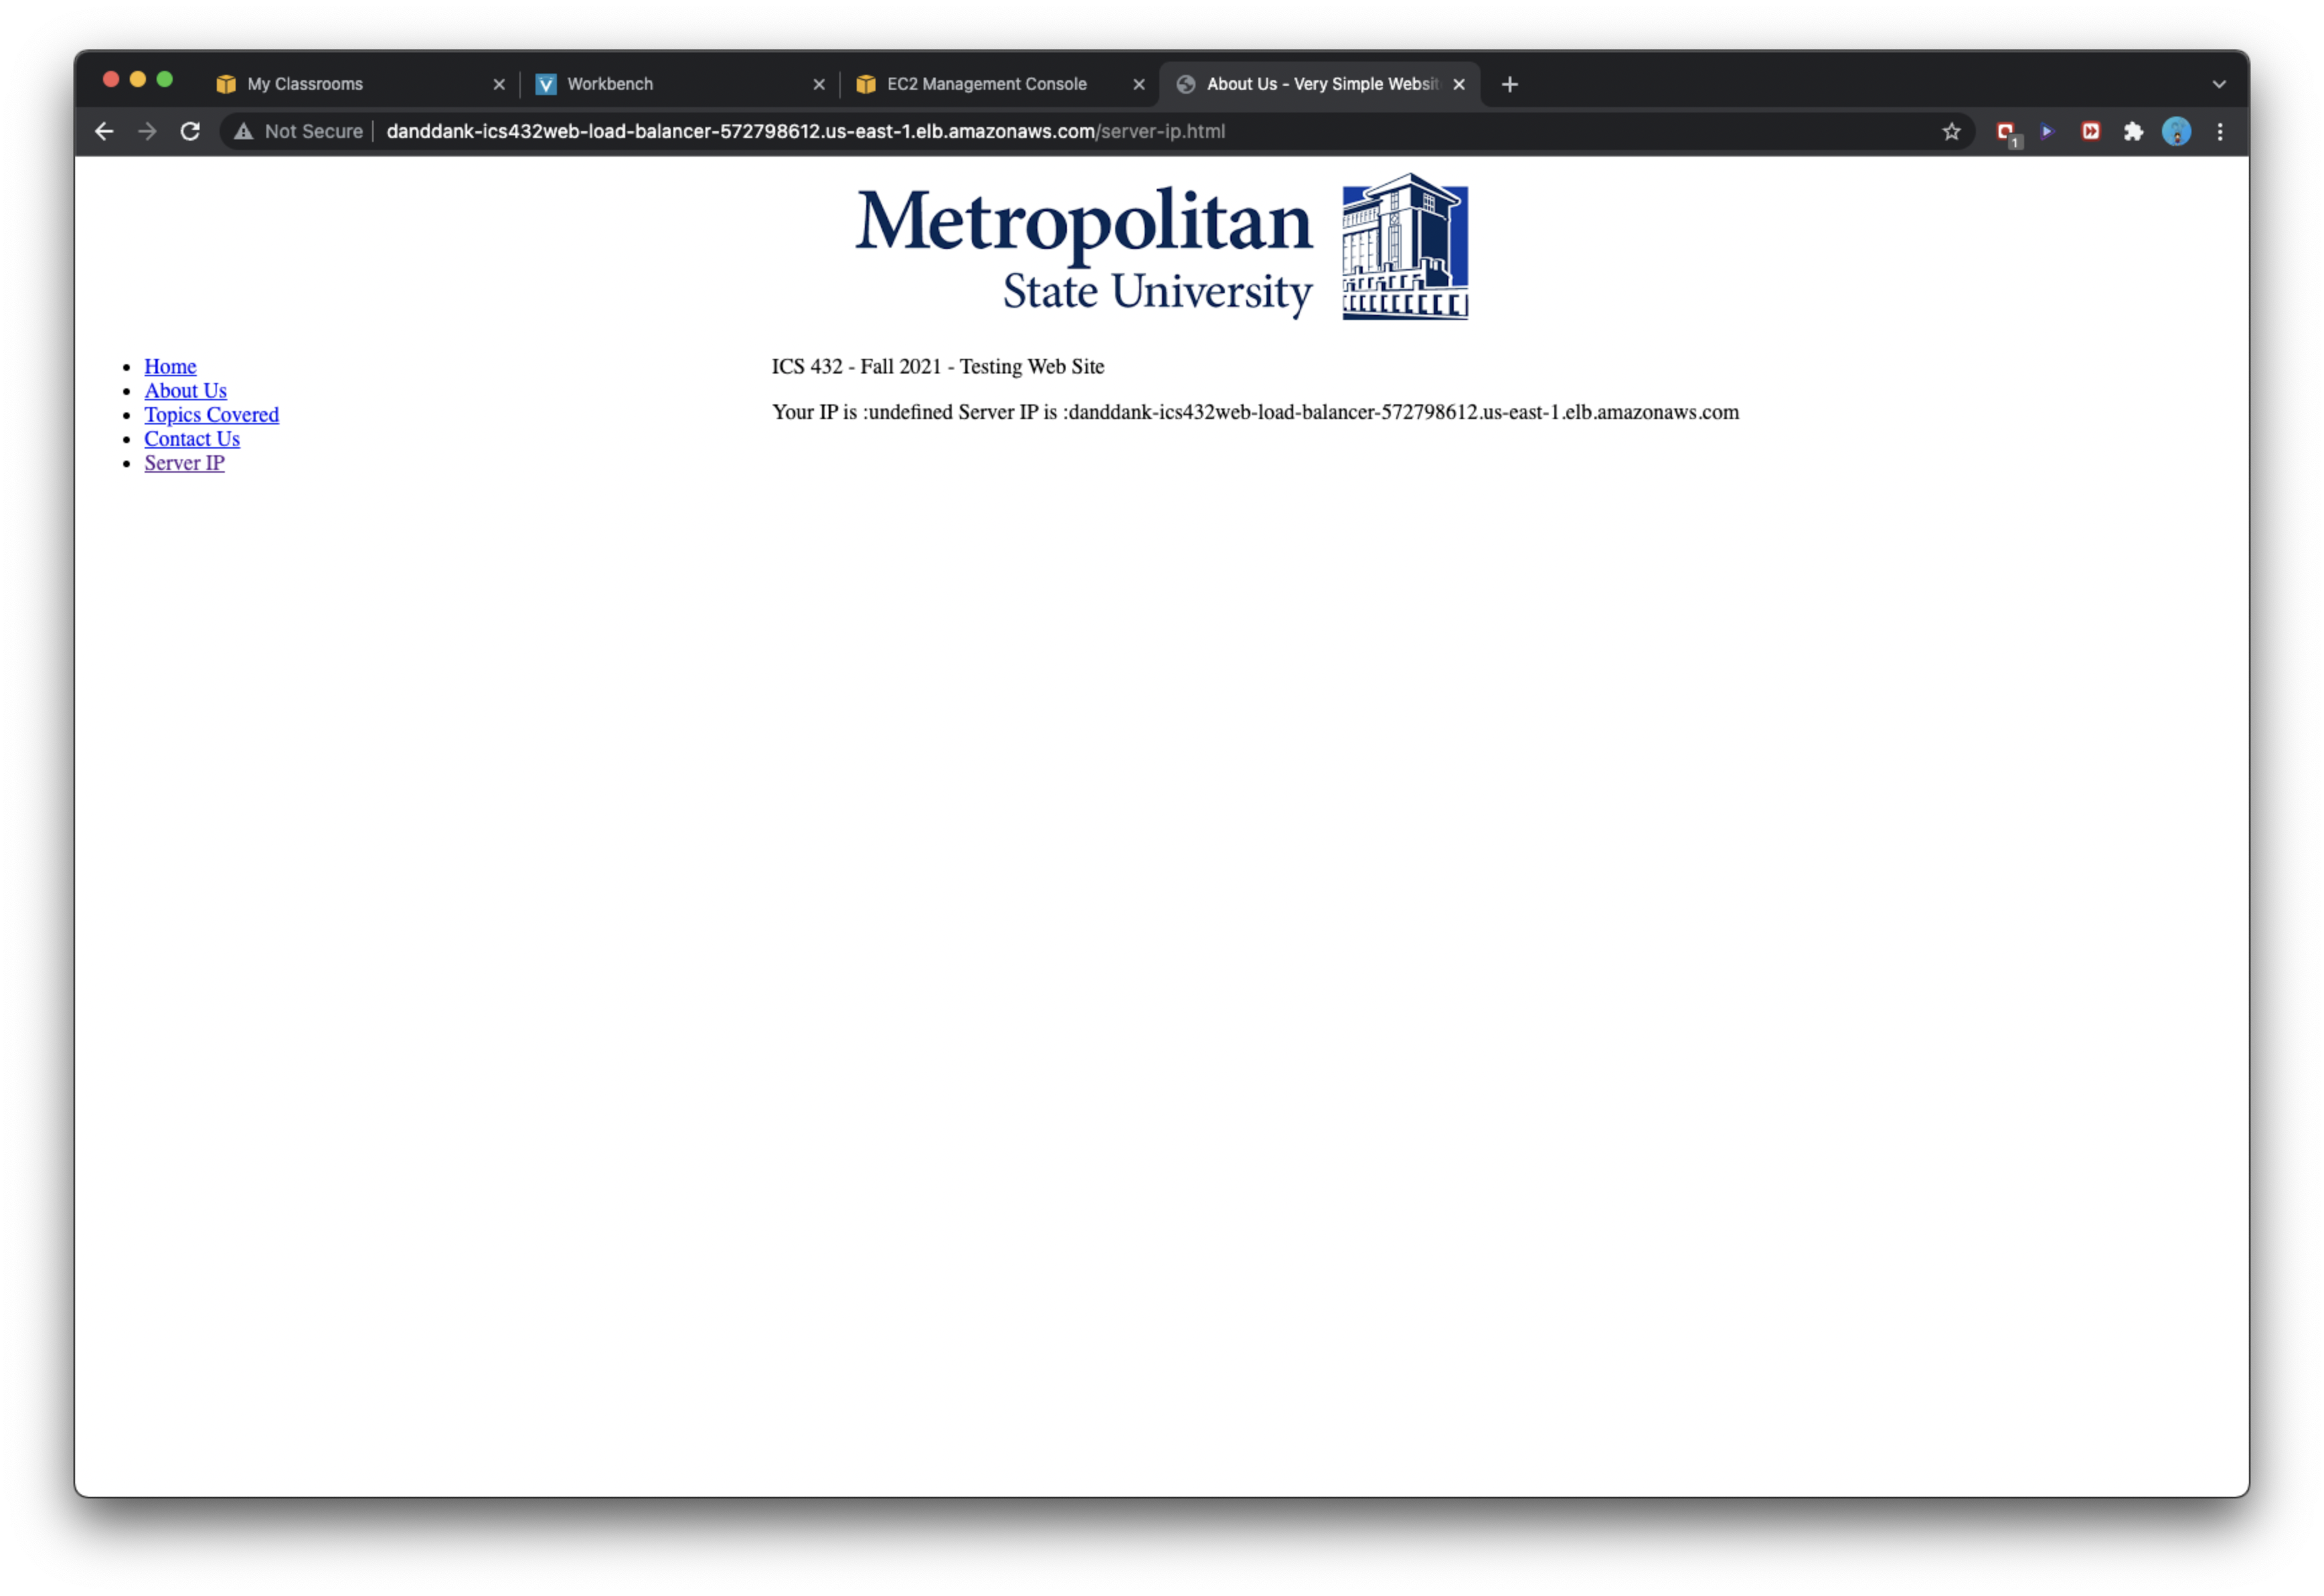 My Classrooms
Workbench
EC2 Management Console
About Us - Very Simple Websit
Not Secure
danddank-ics432web-load-balancer-572798612.us-east-1.elb.amazonaws.com/server-ip.html
1
Metropolitan
State University
Home
About Us
Topics Covered
Contact Us
Server IP
ICS 432 - Fall 2021 - Testing Web Site
Your IP is :undefined Server IP is :danddank-ics432web-load-balancer-572798612.us-east-1.elb.amazonaws.com